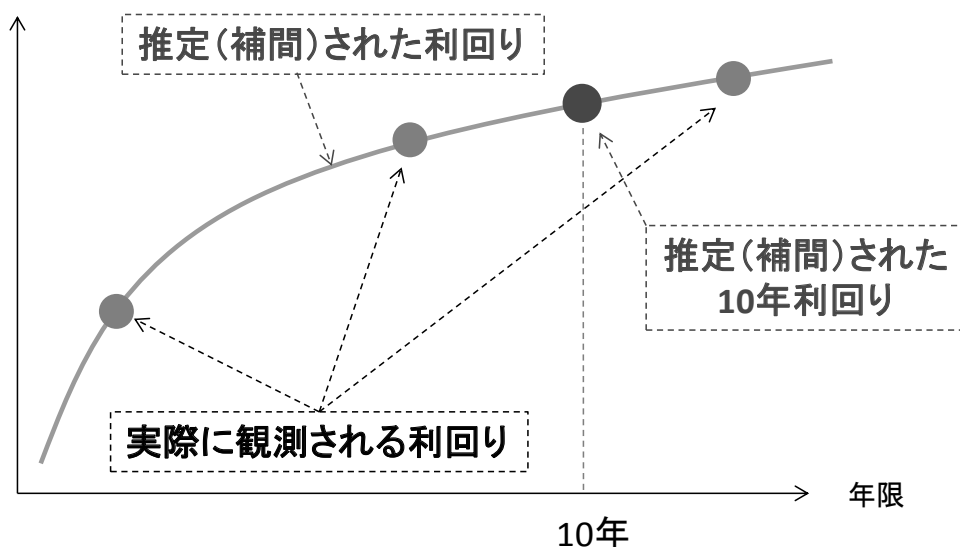 推定（補間）された利回り
推定（補間）された
10年利回り
実際に観測される利回り
年限
10年